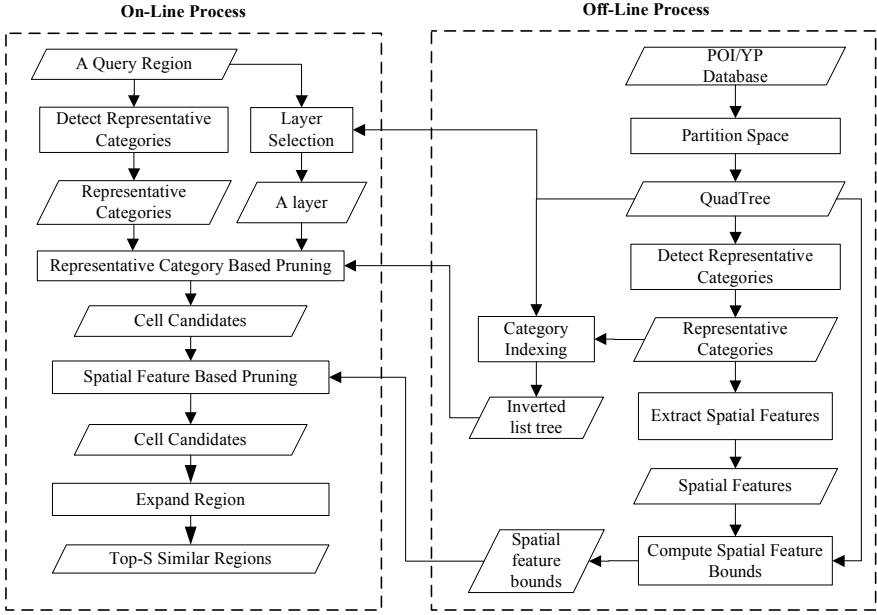 On-Line Process
A Query Region
Detect Representative
Categories
Layer
Selection
Representative
Categories
A layer
Representative Category Based Pruning
Cell Candidates
Spatial Feature Based Pruning
Cell Candidates
Expand Region
Top-S Similar Regions
Off-Line Process
POI/YP
Database
Partition Space
QuadTree
Detect Representative
Categories
Category
Indexing
Representative
Categories
Inverted
list tree
Extract Spatial Features
Spatial Features
Spatial
feature
bounds
Compute Spatial Feature
Bounds